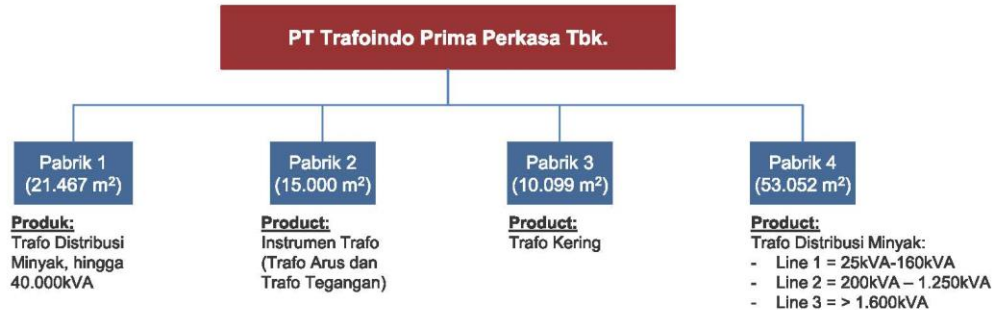 PT Trafoindo Prima Perkasa Tbk.
Pabrik 1
(21.467 m²)
Produk:
Trafo Distribusi
Minyak, hingga
40.000kVA
Pabrik 2
(15.000 m²)
Product:
Instrumen Trafo
(Trafo Arus dan
Trafo Tegangan)
Pabrik 3
(10.099 m²)
Product:
Trafo Kering
Pabrik 4
(53.052 m²)
Product:
Trafo Distribusi Minyak:
- Line 1 = 25kVA-160kVA
- Line 2 = 200kVA – 1.250kVA
- Line 3 = > 1.600kVA